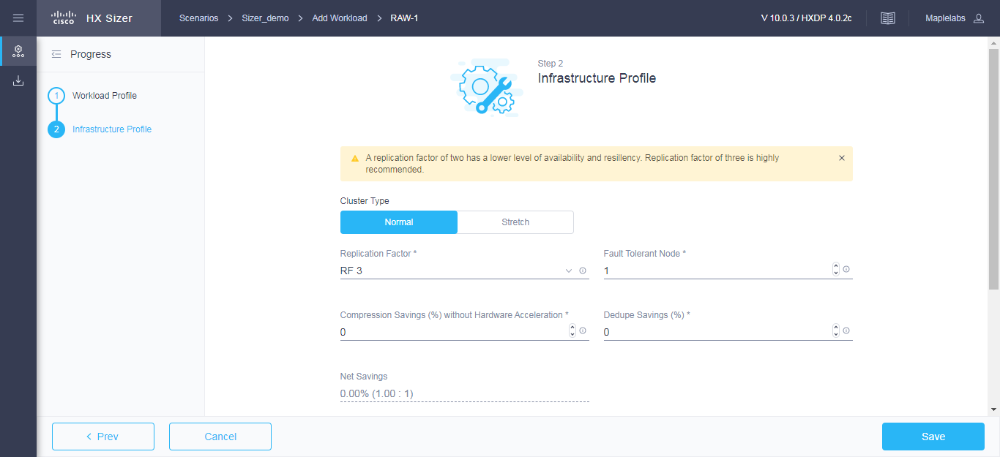 CISCO HX Sizer Scenarios > Sizer_demo > Add Workload > RAW-1 V 10.0.3 / HXDP 4.0.2c Maplelabs
Progress
1 Workload Profile
2 Infrastructure Profile
Step 2
Infrastructure Profile
A replication factor of two has a lower level of availability and resiliency. Replication factor of three is highly
recommended.
Cluster Type
Normal Stretch
Replication Factor * Fault Tolerant Node *
RF 3 1
Compression Savings (%) without Hardware Acceleration * Dedupe Savings (%) *
0 0
Net Savings
0.00% (1.00 : 1)
< Prev Cancel Save